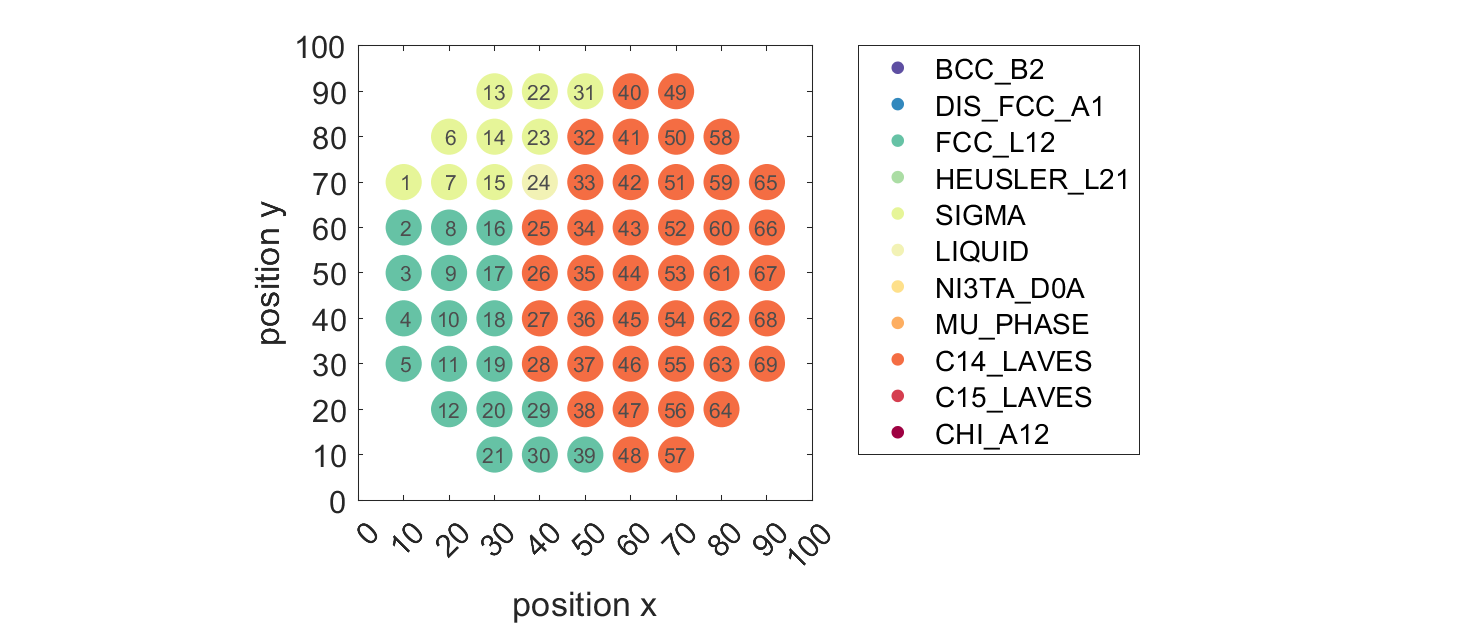 100
90
80
70
60
50
40
30
20
10
0
position y
13 22 31 40 49
6 14 23 32 41 50 58
1 7 15 24 33 42 51 59 65
2 8 16 25 34 43 52 60 66
3 9 17 26 35 44 53 61 67
4 10 18 27 36 45 54 62 68
5 11 19 28 37 46 55 63 69
12 20 29 38 47 56 64
21 30 39 48 57
0 10 20 30 40 50 60 70 80 90 100
position x
BCC_B2
DIS_FCC_A1
FCC_L12
HEUSLER_L21
SIGMA
LIQUID
NI3TA_D0A
MU_PHASE
C14_LAVES
C15_LAVES
CHI_A12